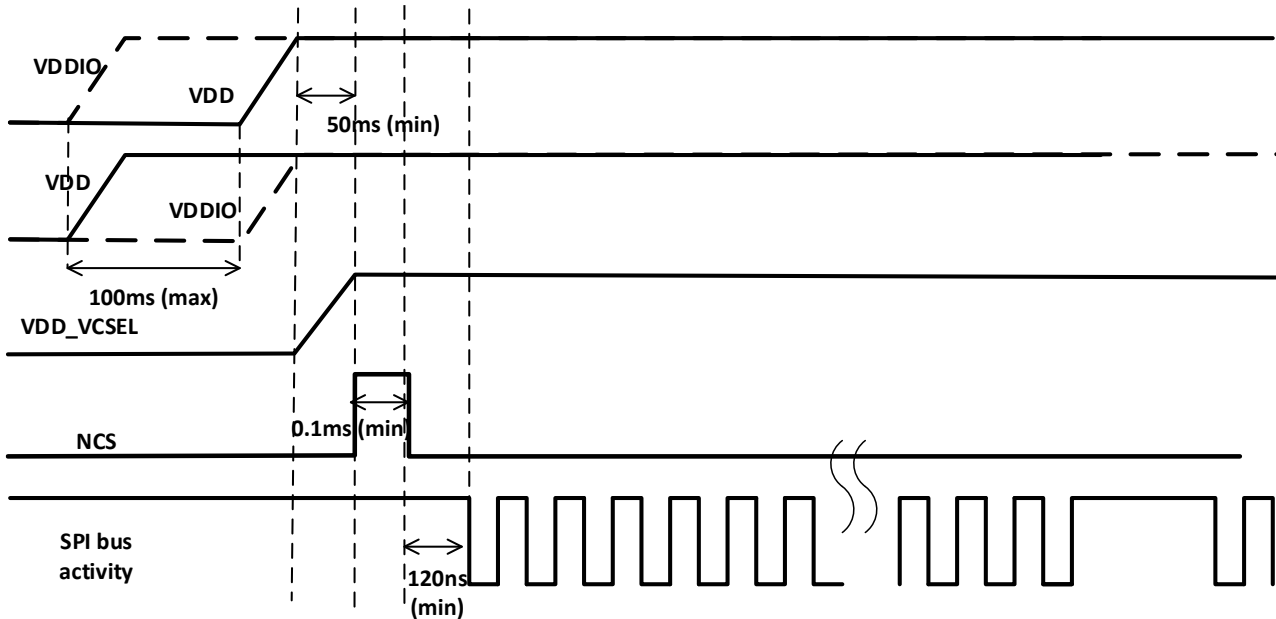 VDDIO
VDD
50ms (min)
VDD
VDDIO
100ms (max)
VDD_VCSEL
0.1ms (min)
NCS
SPI bus
activity
120ns
(min)